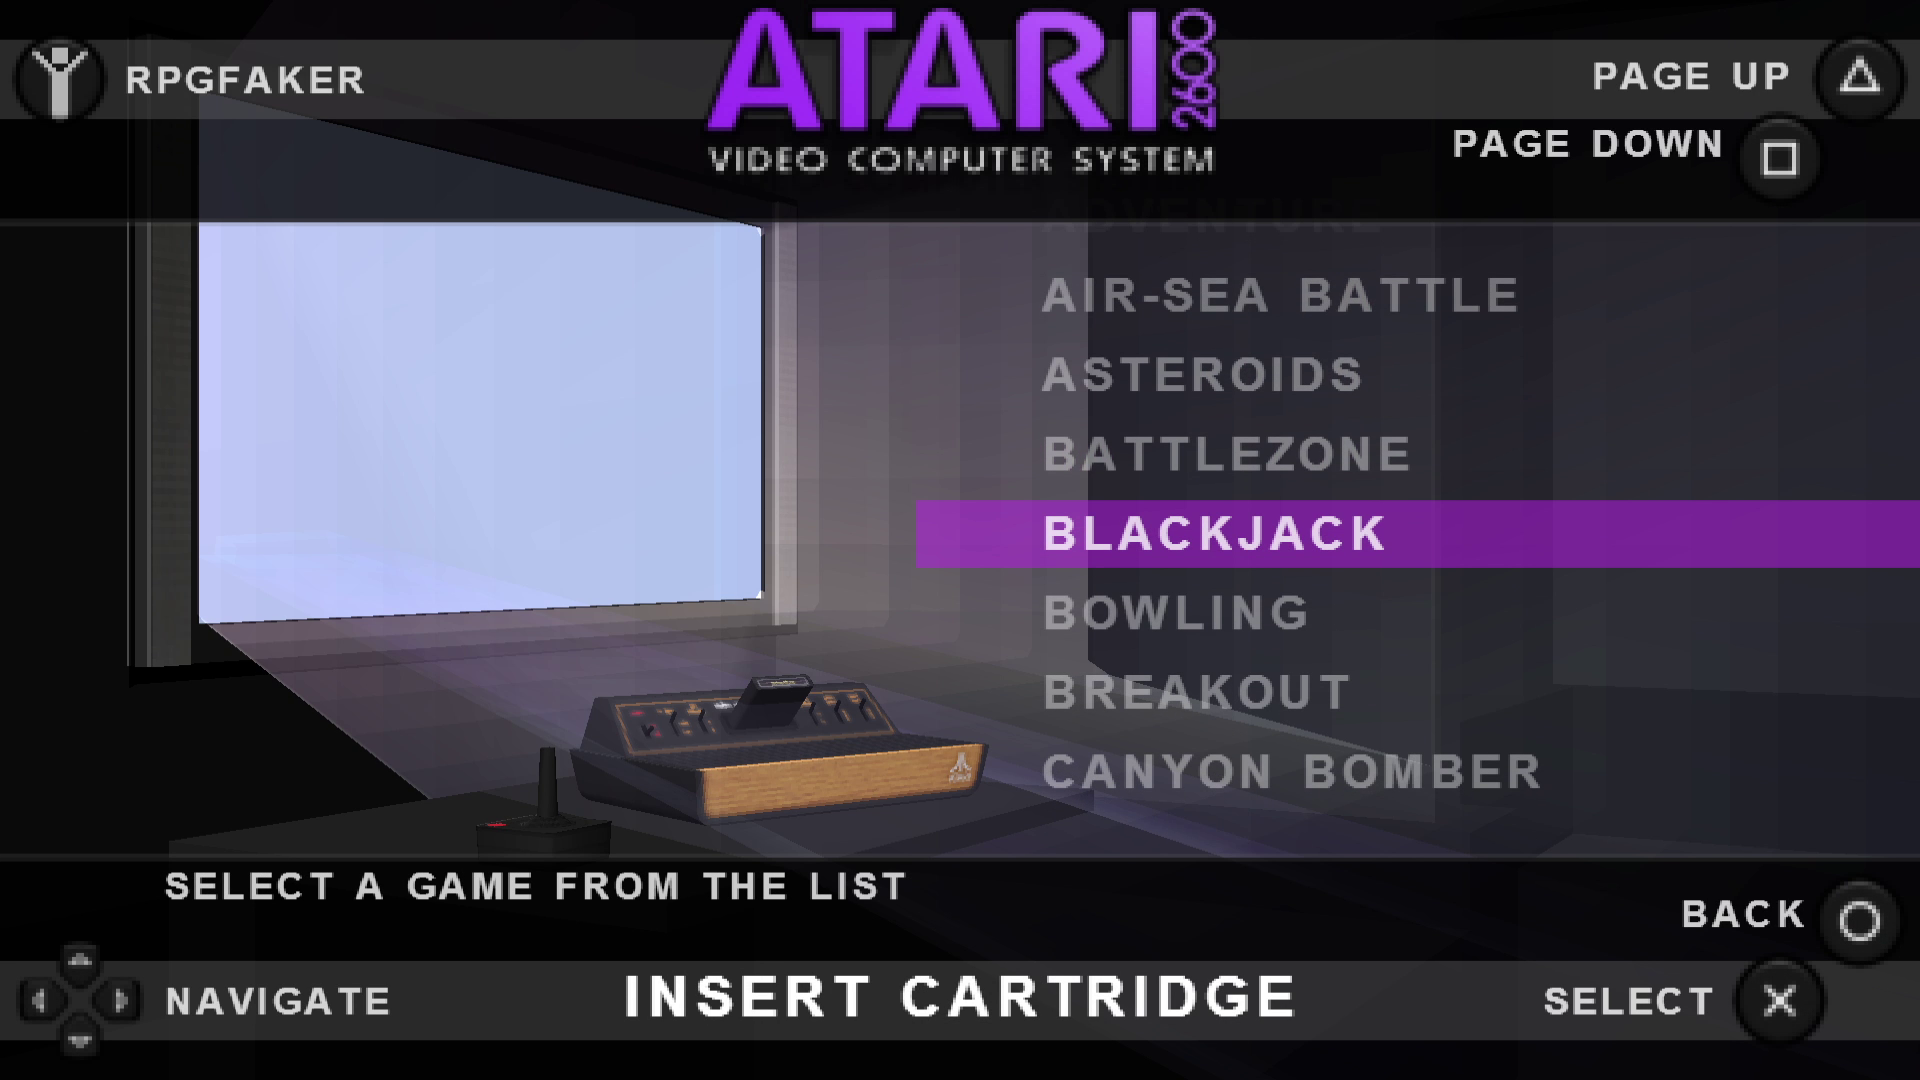 RPGFAKER
ATARI 2600
VIDEO COMPUTER SYSTEM
PAGE UP
PAGE DOWN
ADVENTURE
AIR-SEA BATTLE
ASTEROIDS
BATTLEZONE
BLACKJACK
BOWLING
BREAKOUT
CANYON BOMBER
SELECT A GAME FROM THE LIST
BACK
NAVIGATE
INSERT CARTRIDGE
SELECT